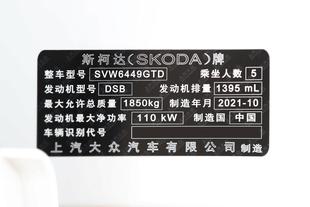 斯柯达(SKODA)牌
整车型号 SVW6449GTD 乘坐人数 5
发动机型号 DSB 发动机排量 1395 mL
最大允许总质量 1850kg 制造年月 2021-10
发动机最大净功率 110 kW 制造国 中国
车辆识别代号
上汽大众汽车有限公司 制造